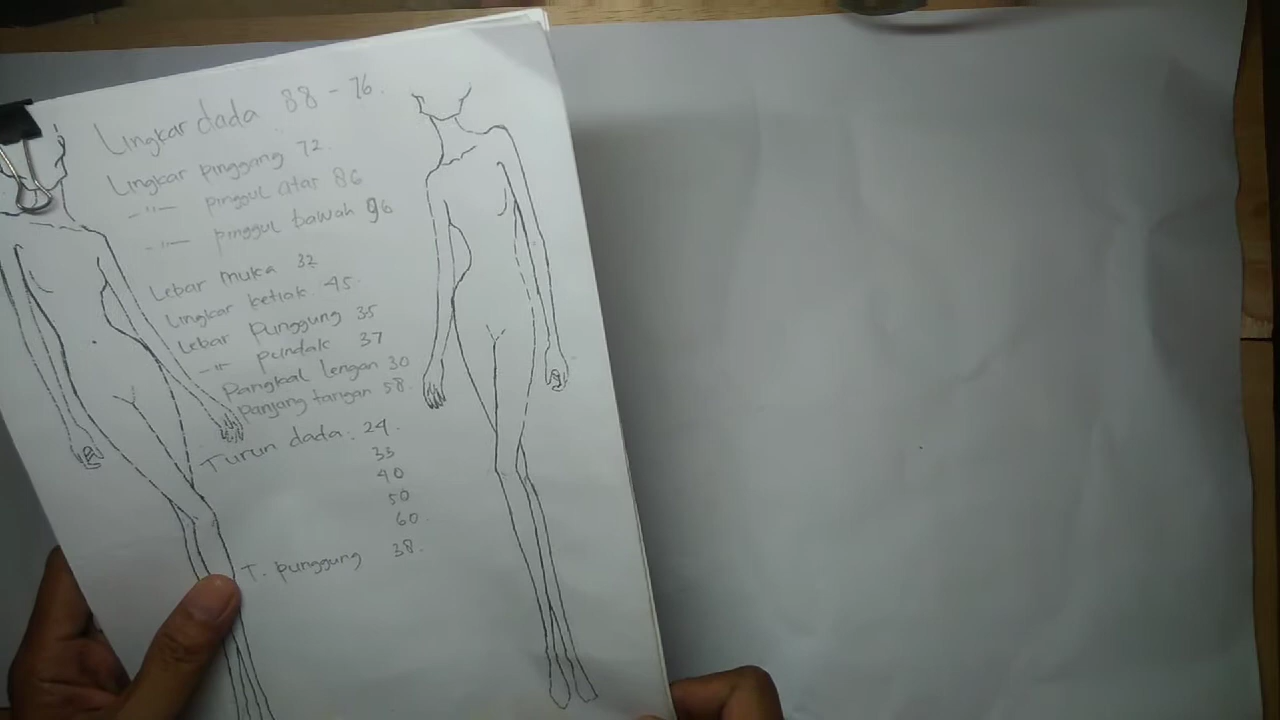 Lingkar dada 88 - 76.
Lingkar pinggang 72
-"- pinggul atas 86
-"- pinggul bawah 96
Lebar muka 32
Lingkar ketiak 45
Lebar punggung 35
-"- pundak 37
Pangkal lengan 30
Panjang tangan 58
Turun dada : 24.
33
40
50
60
T. punggung 38.